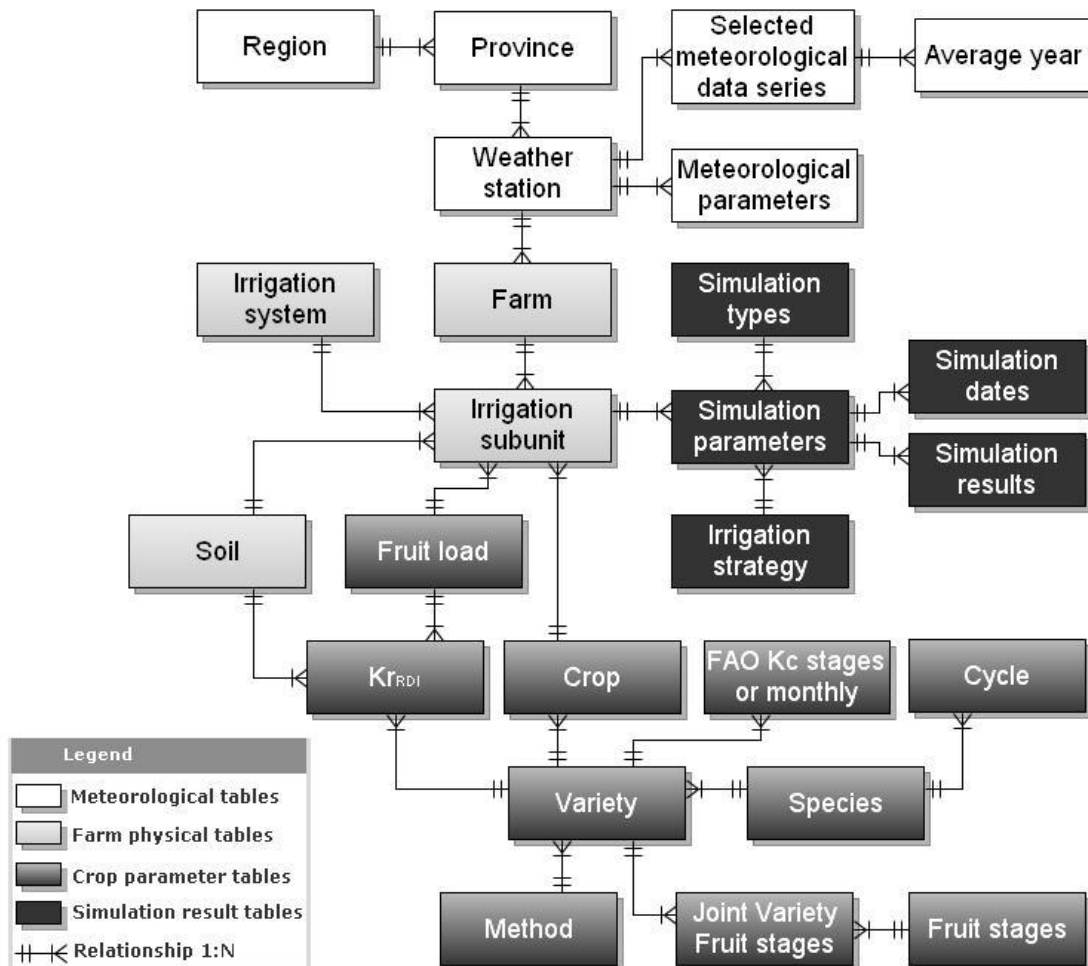 Region
Province
Selected
meteorological
data series
Average year
Weather
station
Meteorological
parameters
Irrigation
system
Farm
Simulation
types
Simulation
dates
Irrigation
subunit
Simulation
parameters
Simulation
results
Soil
Fruit load
Irrigation
strategy
KrRDI
Crop
FAO Kc stages
or monthly
Cycle
Legend
Meteorological tables
Farm physical tables
Crop parameter tables
Simulation result tables
Relationship 1:N
Variety
Species
Method
Joint Variety
Fruit stages
Fruit stages